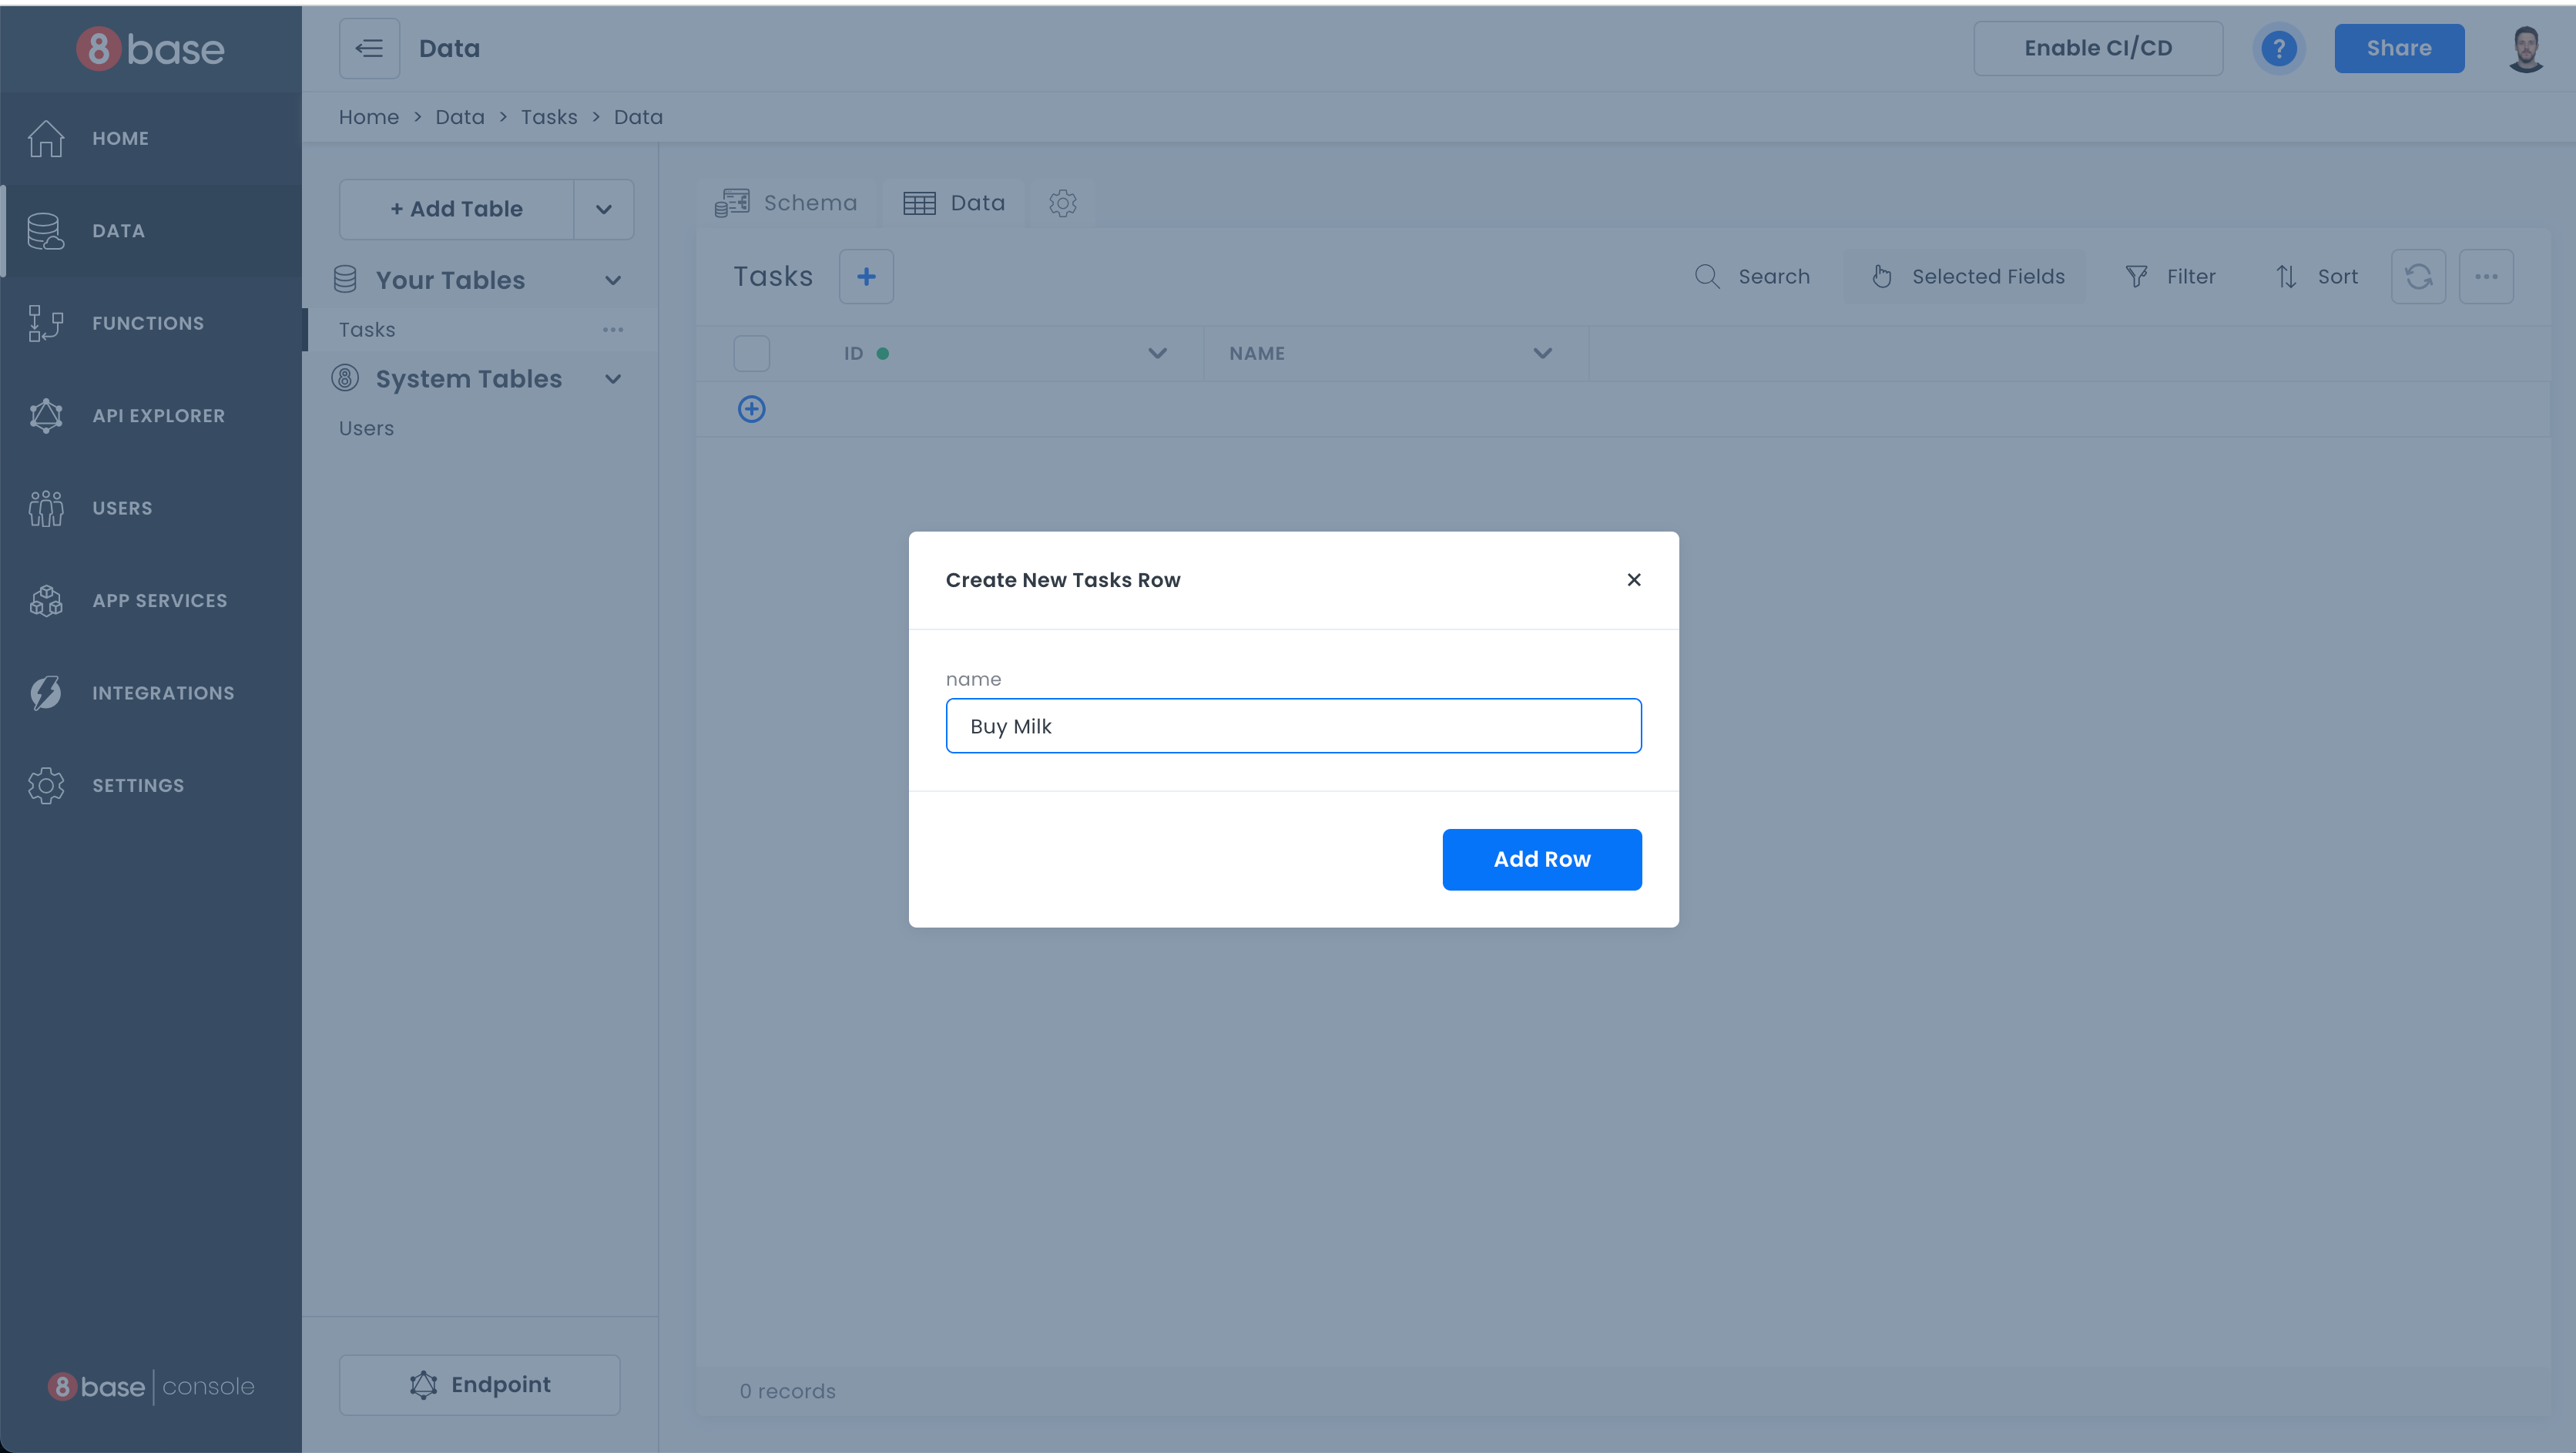 8base
Data
Enable CI/CD
?
Share
Home > Data > Tasks > Data
HOME
DATA
FUNCTIONS
API EXPLORER
USERS
APP SERVICES
INTEGRATIONS
SETTINGS
8base | console
+ Add Table
Your Tables
Tasks
System Tables
Users
Endpoint
Schema
Data
Tasks
+
Search
Selected Fields
Filter
Sort
ID
NAME
Create New Tasks Row
name
Buy Milk
Add Row
0 records